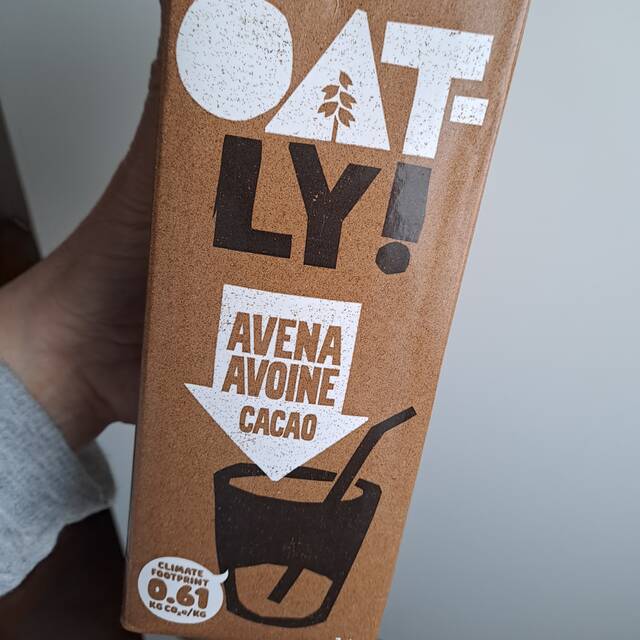 OAT-
LY!
AVENA
AVOINE
CACAO
CLIMATE
FOOTPRINT
0.61
KG CO₂e/KG